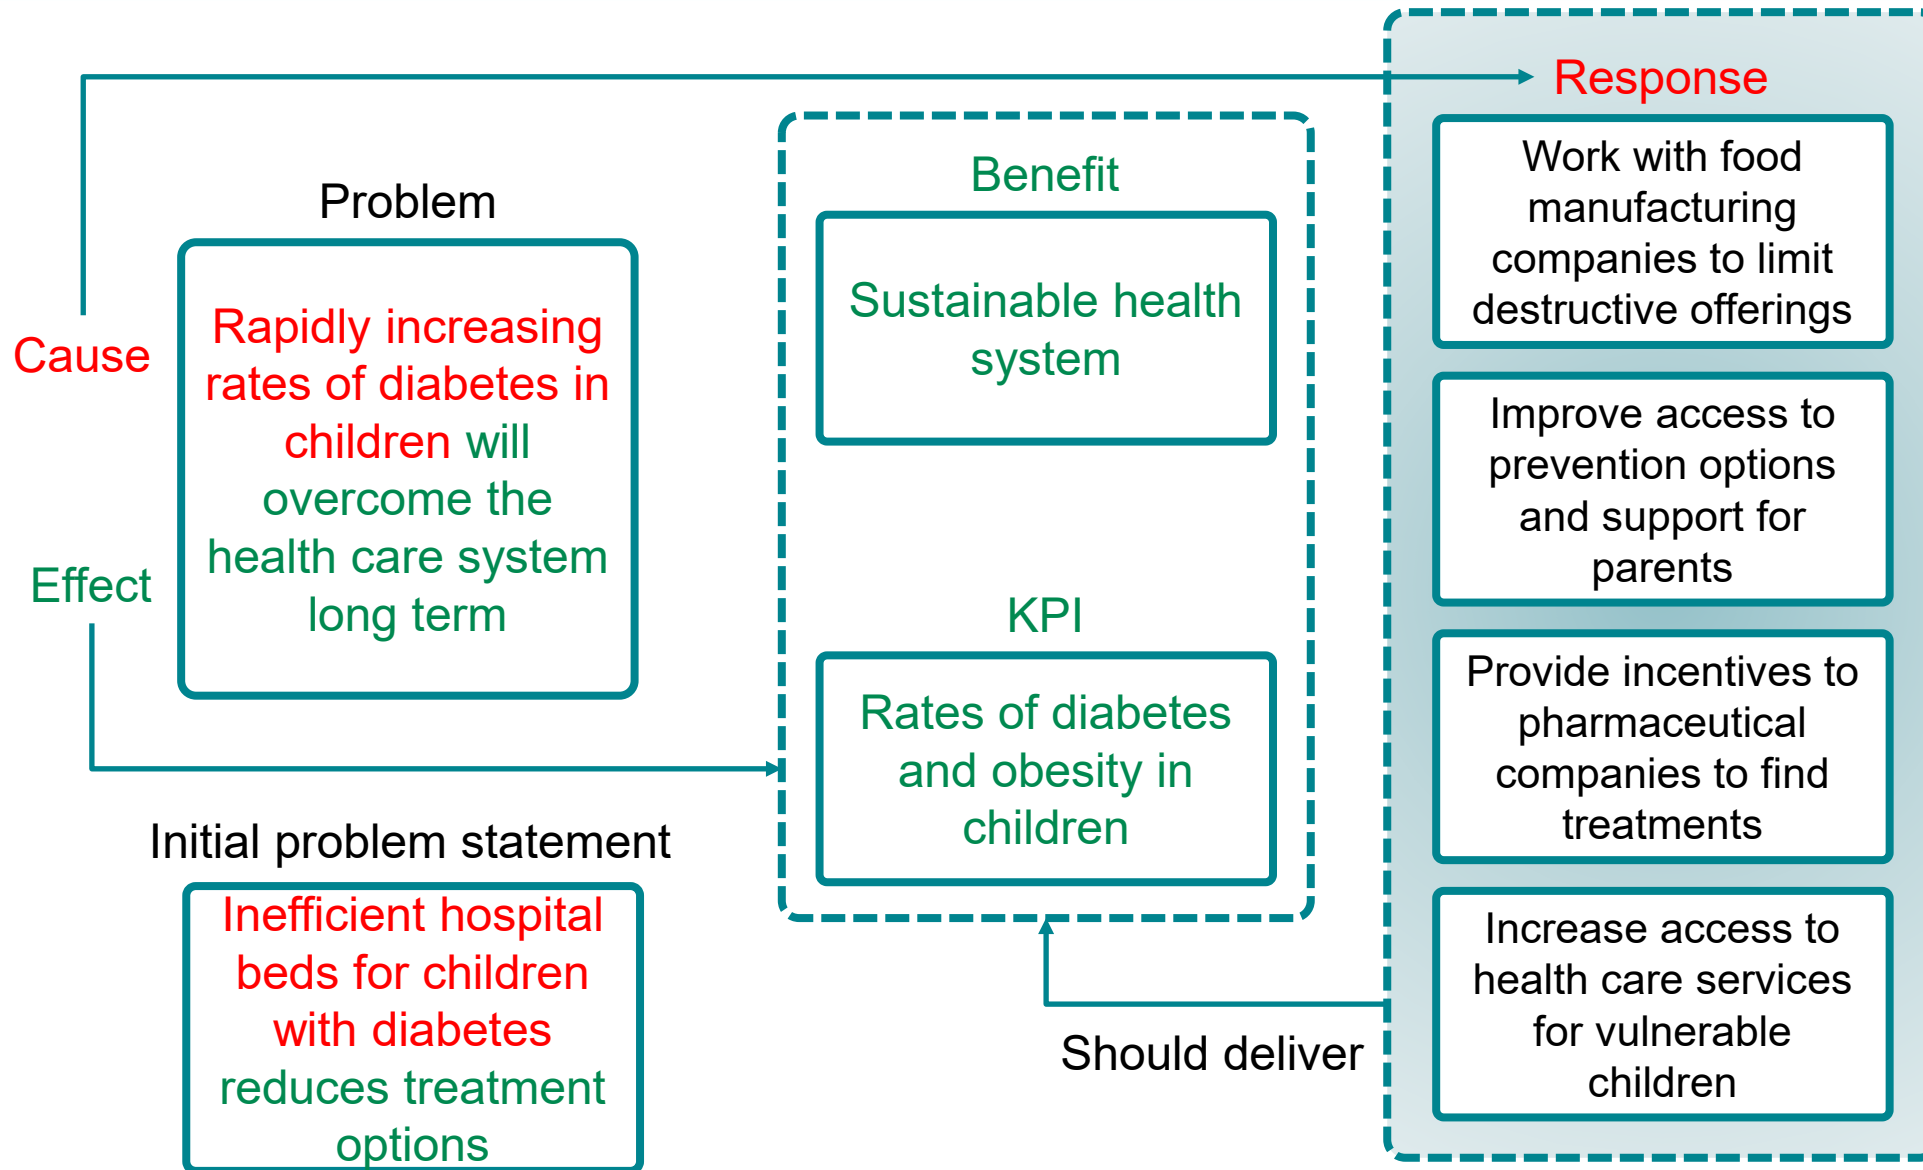 Cause
Effect
Problem
Rapidly increasing
rates of diabetes in
children will
overcome the
health care system
long term
Initial problem statement
Inefficient hospital
beds for children
with diabetes
reduces treatment
options
Benefit
Sustainable health
system
KPI
Rates of diabetes
and obesity in
children
Should deliver
Response
Work with food
manufacturing
companies to limit
destructive offerings
Improve access to
prevention options
and support for
parents
Provide incentives to
pharmaceutical
companies to find
treatments
Increase access to
health care services
for vulnerable
children